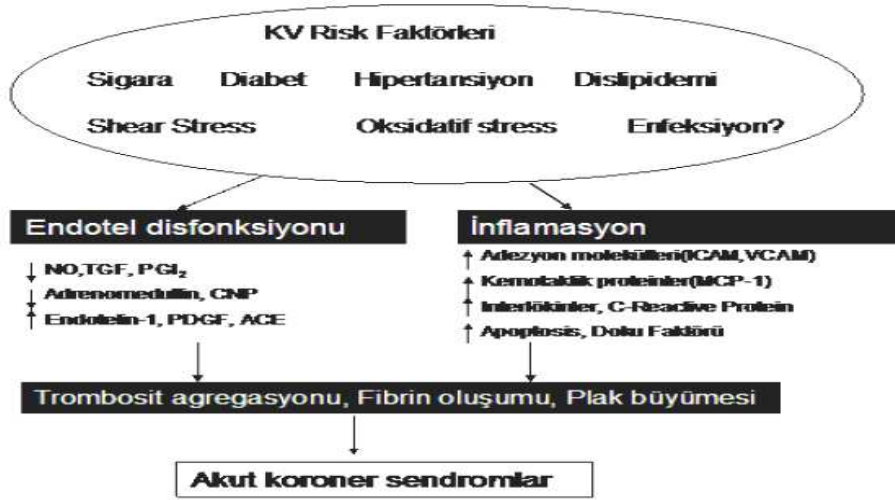 KV Risk Faktörleri
Sigara Diabet Hipertansiyon Dislipidemi
Shear Stress Oksidatif stress Enfeksiyon?
Endotel disfonksiyonu
↓ NO,TGF, PGI₂
↓ Adrenomedullin, CNP
↑ Endotelin-1, PDGF, ACE
İnflamasyon
↑ Adezyon molekülleri(ICAM,VCAM)
↑ Kemotaktik proteinler(MCP-1)
↑ Interlökinler, C-Reactive Protein
↑ Apoptosis, Doku Faktörü
Trombosit agregasyonu, Fibrin oluşumu, Plak büyümesi
Akut koroner sendromlar